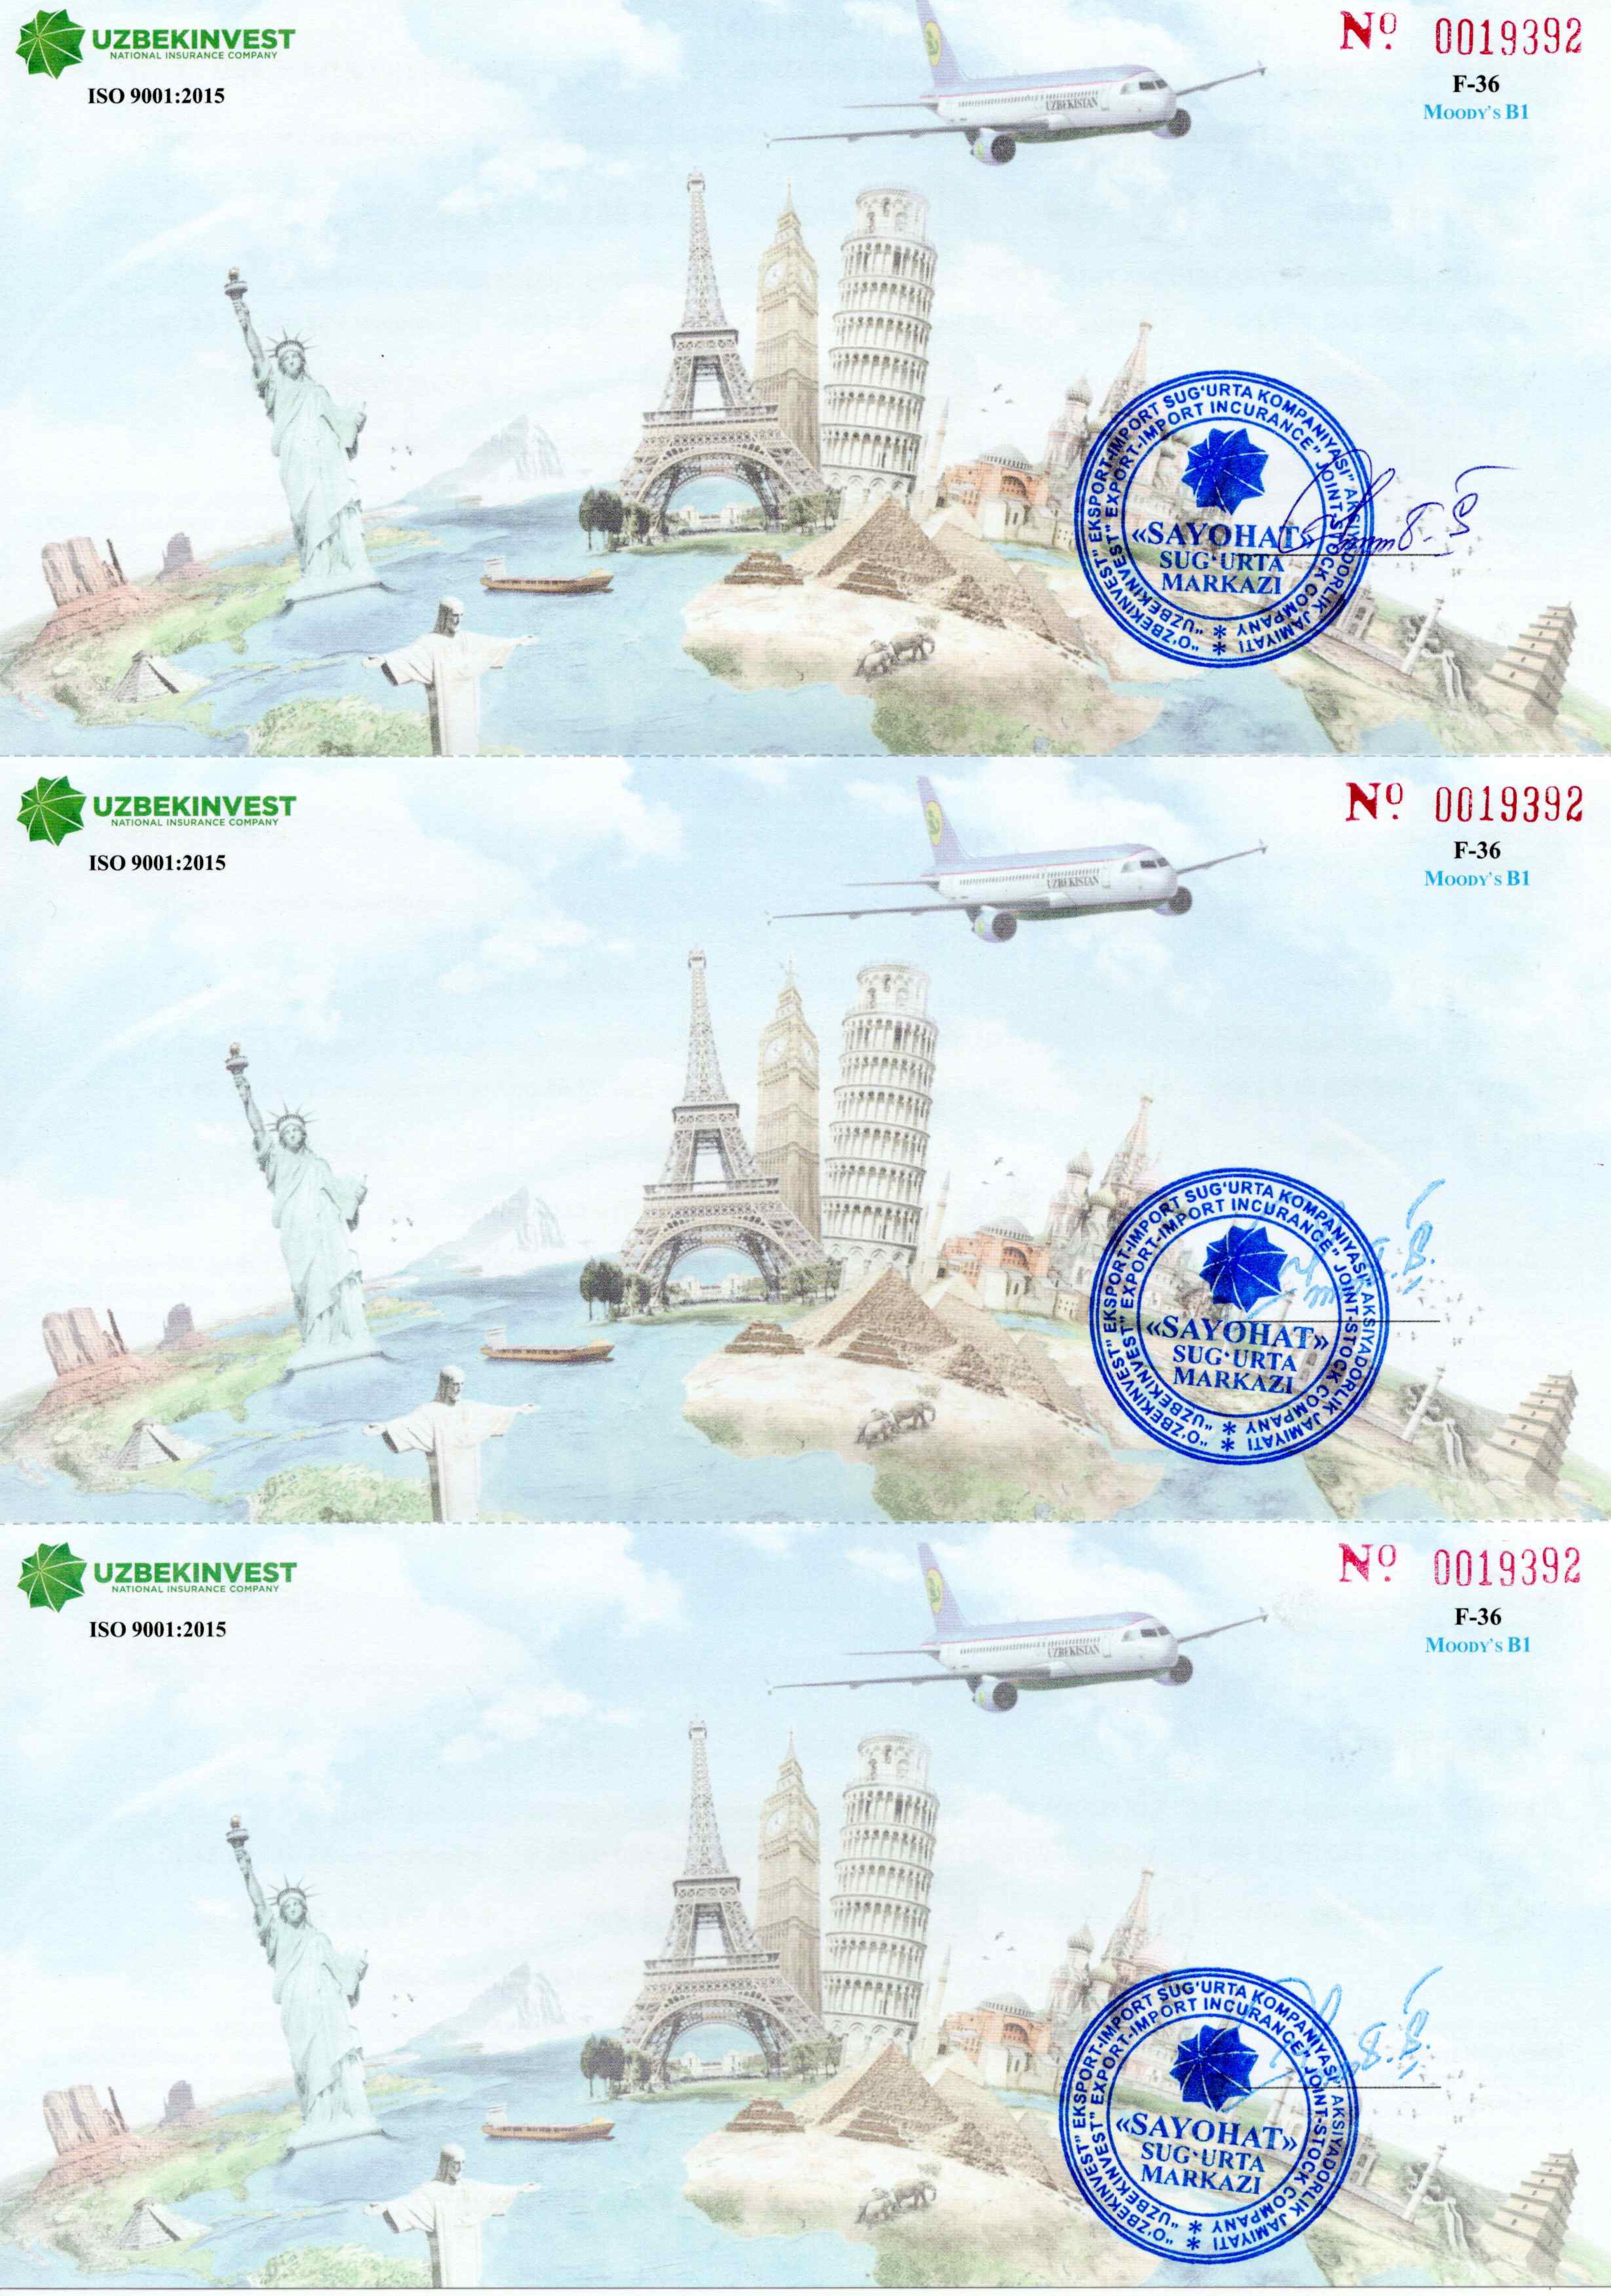 UZBEKINVEST
NATIONAL INSURANCE COMPANY
ISO 9001:2015
№ 0019392
F-36
MOODY'S B1
UZBEKISTAN
"O'ZBEKINVEST" EKSPORT-IMPORT SUG'URTA KOMPANIYASI" AKSIYADORLIK JAMIYATI
"UZBEKINVEST" EXPORT-IMPORT INCURANCE" JOINT-STOCK COMPANY
«SAYOHAT»
SUG'URTA
MARKAZI
UZBEKINVEST
NATIONAL INSURANCE COMPANY
ISO 9001:2015
№ 0019392
F-36
MOODY'S B1
UZBEKISTAN
"O'ZBEKINVEST" EKSPORT-IMPORT SUG'URTA KOMPANIYASI" AKSIYADORLIK JAMIYATI
"UZBEKINVEST" EXPORT-IMPORT INCURANCE" JOINT-STOCK COMPANY
«SAYOHAT»
SUG'URTA
MARKAZI
UZBEKINVEST
NATIONAL INSURANCE COMPANY
ISO 9001:2015
№ 0019392
F-36
MOODY'S B1
UZBEKISTAN
"O'ZBEKINVEST" EKSPORT-IMPORT SUG'URTA KOMPANIYASI" AKSIYADORLIK JAMIYATI
"UZBEKINVEST" EXPORT-IMPORT INCURANCE" JOINT-STOCK COMPANY
«SAYOHAT»
SUG'URTA
MARKAZI